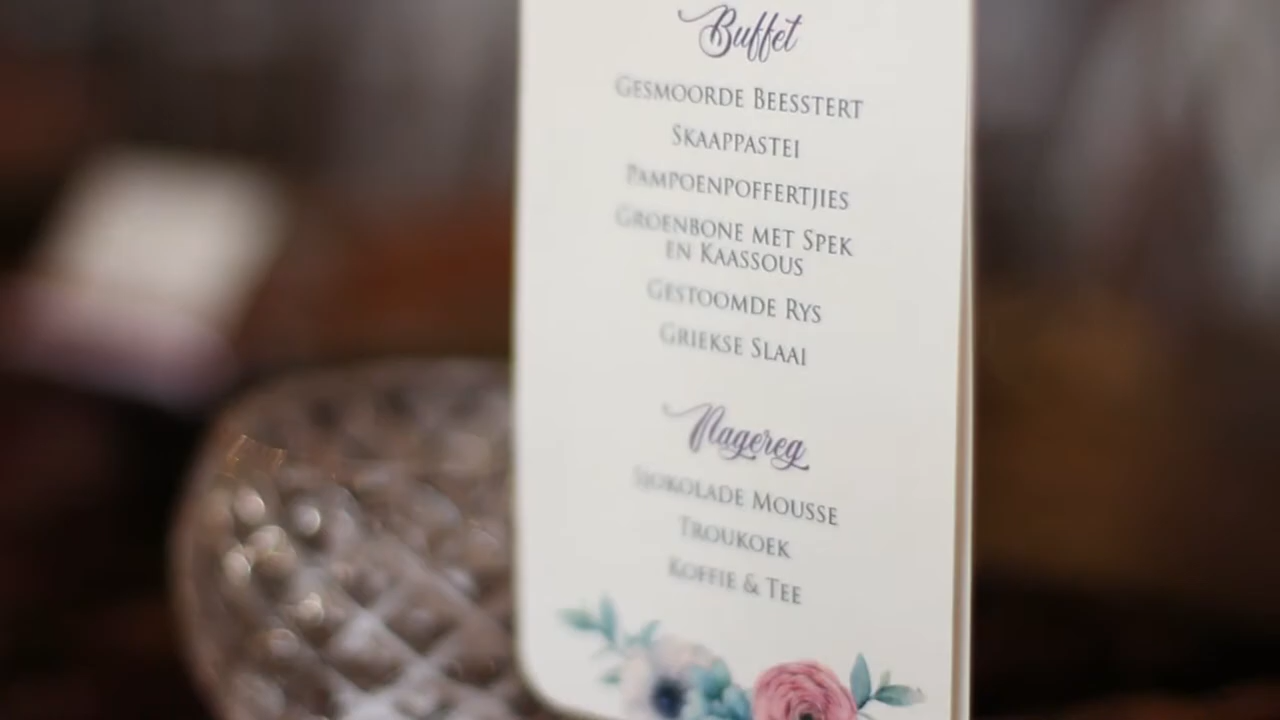 Buffet
Gesmoorde Beesstert
Skaappastei
Pampoenpoffertjies
Groenbone met Spek
en Kaassous
Gestoomde Rys
Griekse Slaai
Nagereg
Sjokolade Mousse
Troukoek
Koffie & Tee